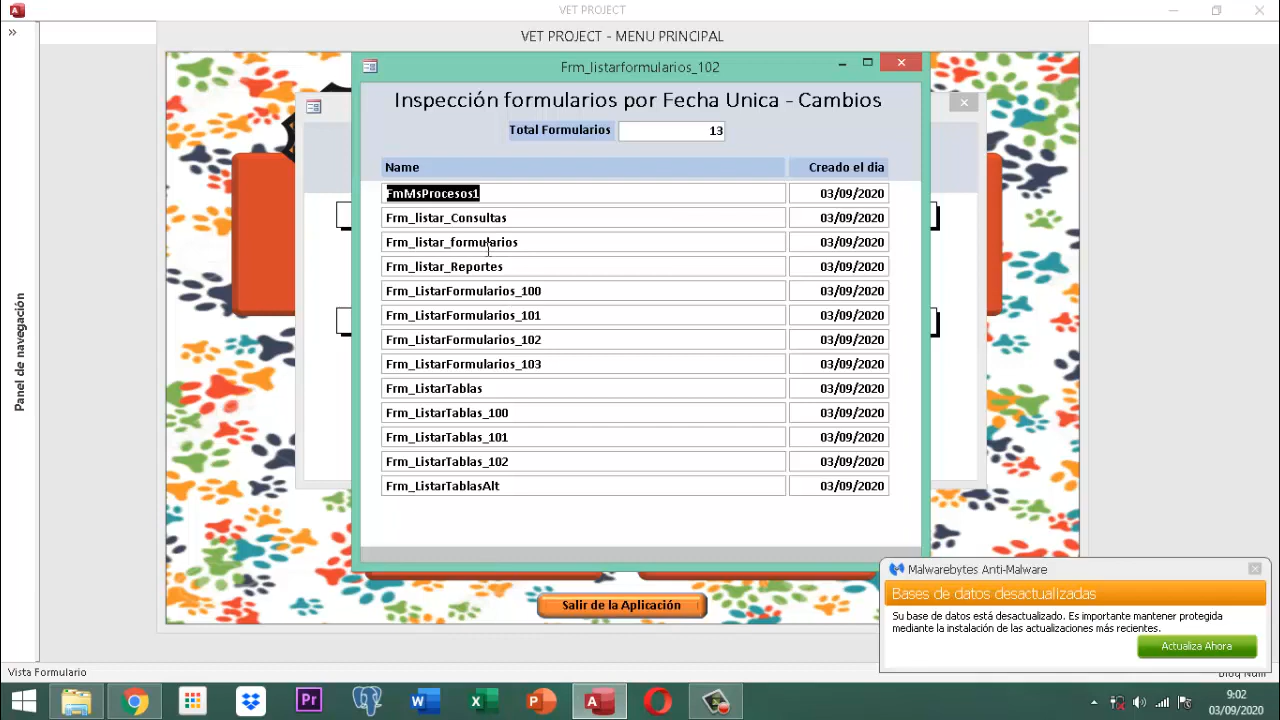 VET PROJECT
»
VET PROJECT - MENU PRINCIPAL
Frm_listarformularios_102
Inspección formularios por Fecha Unica - Cambios
Total Formularios 13
Name Creado el dia
FmMsProcesos1 03/09/2020
Frm_listar_Consultas 03/09/2020
Frm_listar_formularios 03/09/2020
Frm_listar_Reportes 03/09/2020
Frm_ListarFormularios_100 03/09/2020
Frm_ListarFormularios_101 03/09/2020
Frm_ListarFormularios_102 03/09/2020
Frm_ListarFormularios_103 03/09/2020
Frm_ListarTablas 03/09/2020
Frm_ListarTablas_100 03/09/2020
Frm_ListarTablas_101 03/09/2020
Frm_ListarTablas_102 03/09/2020
Frm_ListarTablasAlt 03/09/2020
Panel de navegación
Salir de la Aplicación
Malwarebytes Anti-Malware
Bases de datos desactualizadas
Su base de datos está desactualizado. Es importante mantener protegida
mediante la instalación de las actualizaciones más recientes.
Actualiza Ahora
Vista Formulario
Bloq Núm
Pr
9:02
03/09/2020